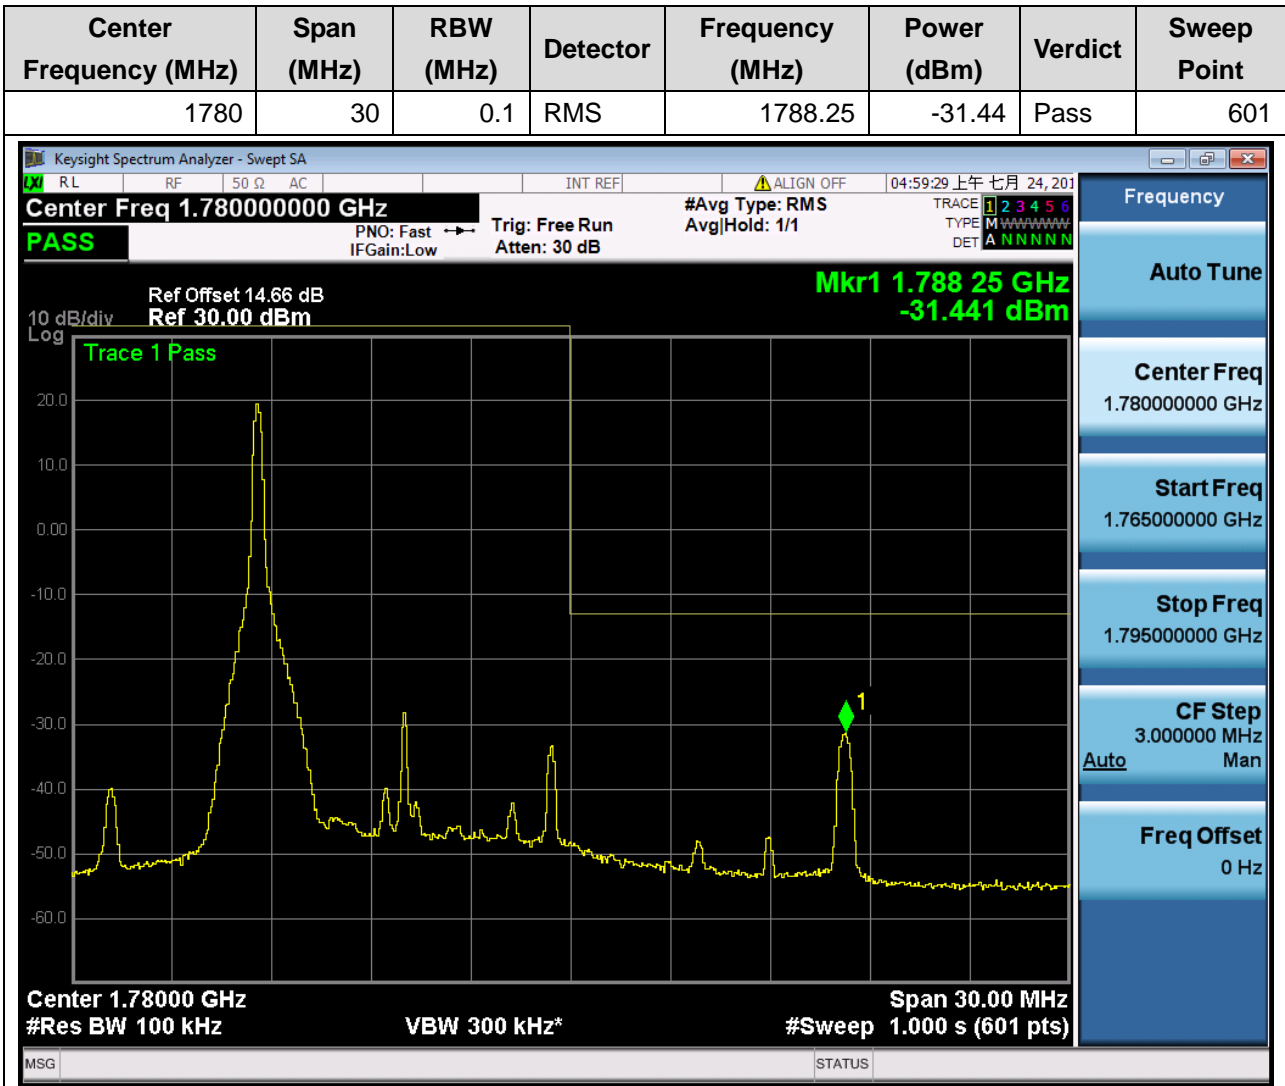 Center Frequency (MHz) Span (MHz) RBW (MHz) Detector Frequency (MHz) Power (dBm) Verdict Sweep Point
1780 30 0.1 RMS 1788.25 -31.44 Pass 601
Keysight Spectrum Analyzer - Swept SA
LXI RL RF 50 Ω AC INT REF ALIGN OFF 04:59:29 上午 七月 24, 201
Center Freq 1.780000000 GHz
PASS
PNO: Fast
IFGain:Low
Trig: Free Run
Atten: 30 dB
#Avg Type: RMS
Avg|Hold: 1/1
TRACE 1 2 3 4 5 6
TYPE M WWWWW
DET A N N N N N
Mkr1 1.788 25 GHz
-31.441 dBm
Ref Offset 14.66 dB
10 dB/div Ref 30.00 dBm
Log
Trace 1 Pass
20.0
10.0
0.00
-10.0
-20.0
-30.0
-40.0
-50.0
-60.0
1
Center 1.78000 GHz Span 30.00 MHz
#Res BW 100 kHz VBW 300 kHz* #Sweep 1.000 s (601 pts)
MSG STATUS
Frequency
Auto Tune
Center Freq
1.780000000 GHz
Start Freq
1.765000000 GHz
Stop Freq
1.795000000 GHz
CF Step
3.000000 MHz
Auto Man
Freq Offset
0 Hz